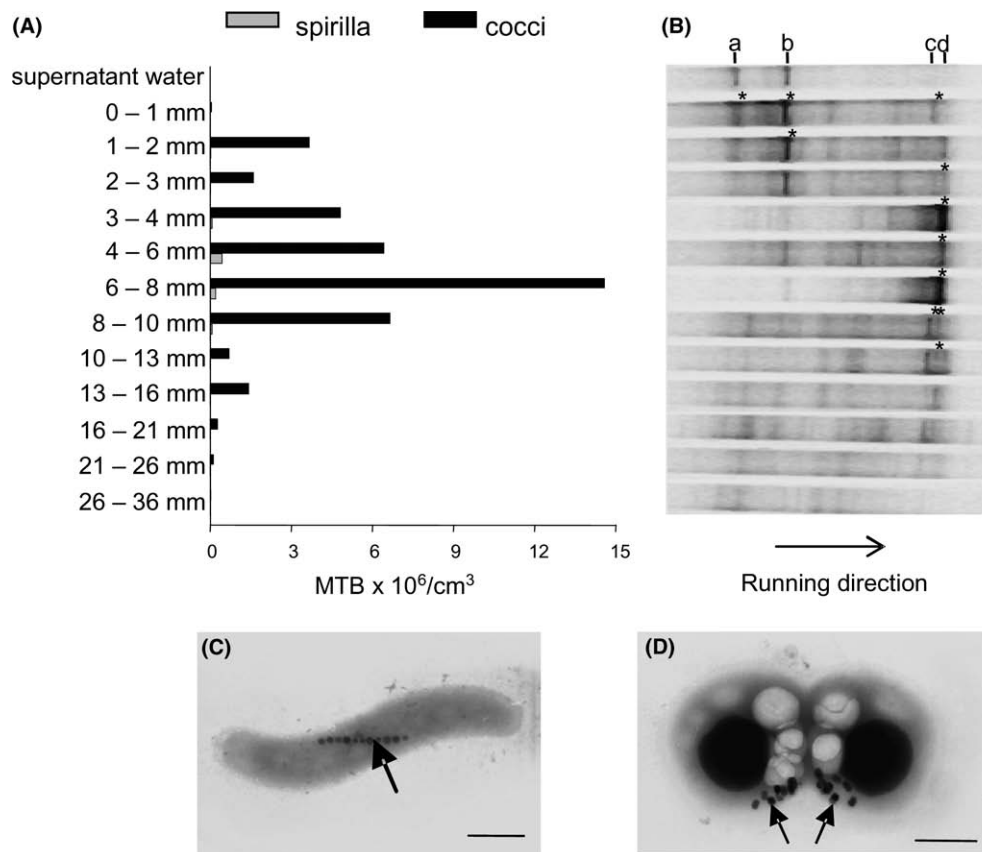 (A)
spirilla
cocci
supernatant water
0 – 1 mm
1 – 2 mm
2 – 3 mm
3 – 4 mm
4 – 6 mm
6 – 8 mm
8 – 10 mm
10 – 13 mm
13 – 16 mm
16 – 21 mm
21 – 26 mm
26 – 36 mm
0 3 6 9 12 15
MTB x 10⁶/cm³
(B)
a b c d
*
* * *
*
*
*
*
*
**
*
Running direction
(C)
(D)